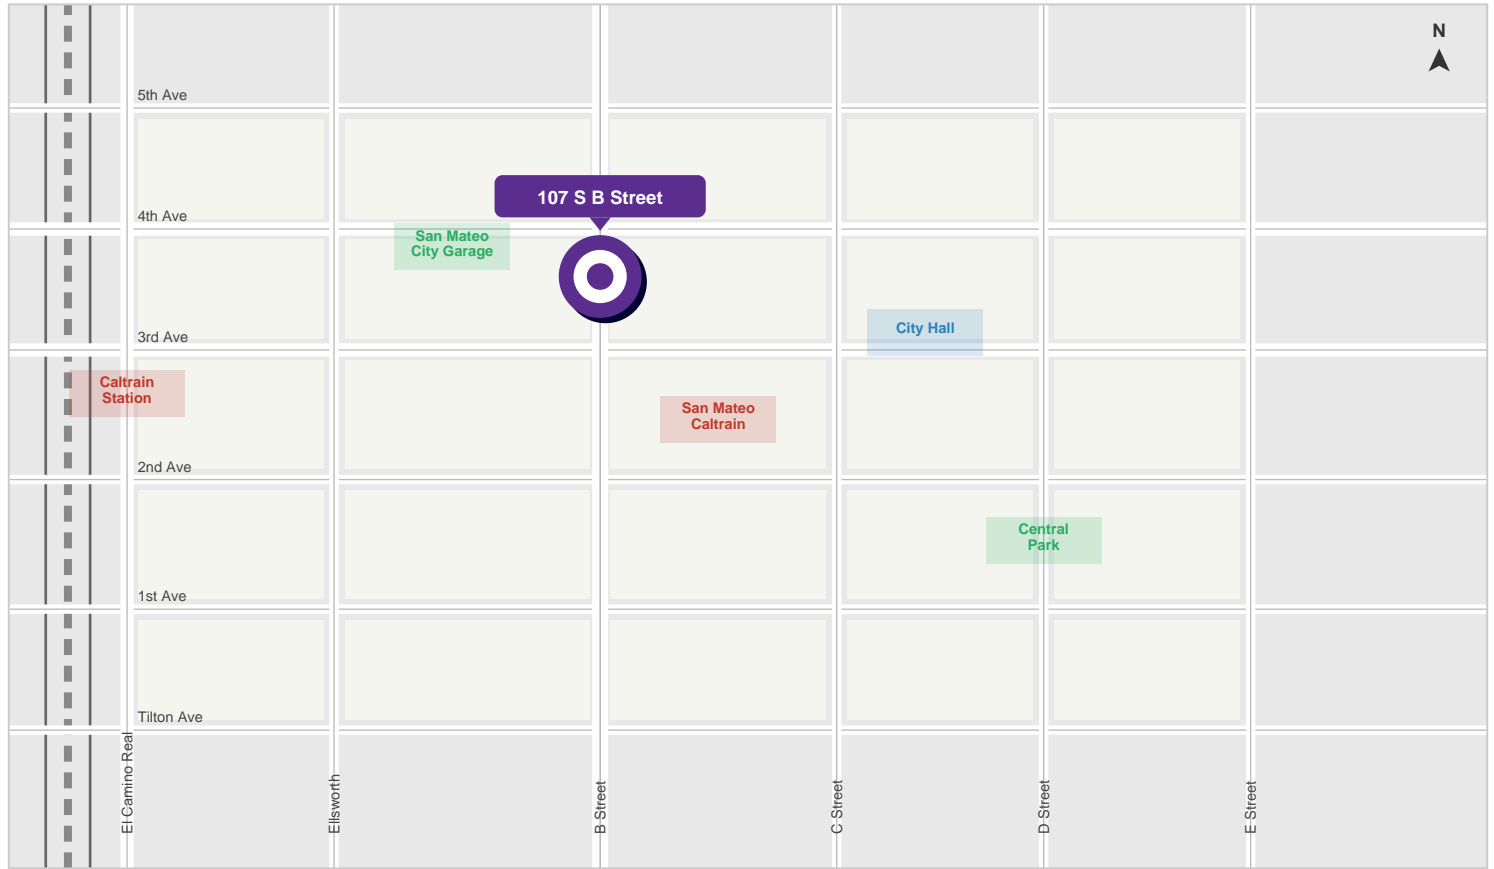 N
5th Ave
107 S B Street
4th Ave
San Mateo
City Garage
City Hall
3rd Ave
Caltrain
Station
San Mateo
Caltrain
2nd Ave
Central
Park
1st Ave
Tilton Ave
El Camino Real
Ellsworth
B Street
C Street
D Street
E Street